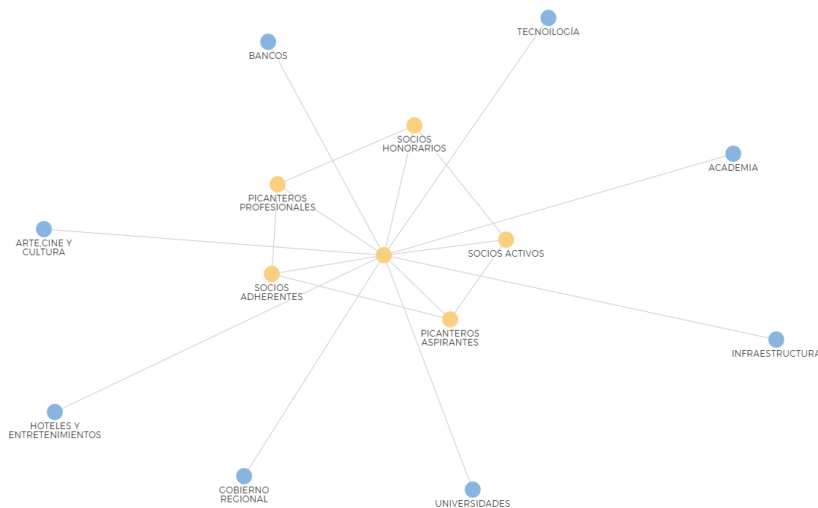 TECNOILOGÍA
BANCOS
SOCIOS
HONORARIOS
ACADEMIA
PICANTEROS
PROFESIONALES
ARTE,CINE Y
CULTURA
SOCIOS ACTIVOS
SOCIOS
ADHERENTES
PICANTEROS
ASPIRANTES
INFRAESTRUCTURA
HOTELES Y
ENTRETENIMIENTOS
GOBIERNO
REGIONAL
UNIVERSIDADES